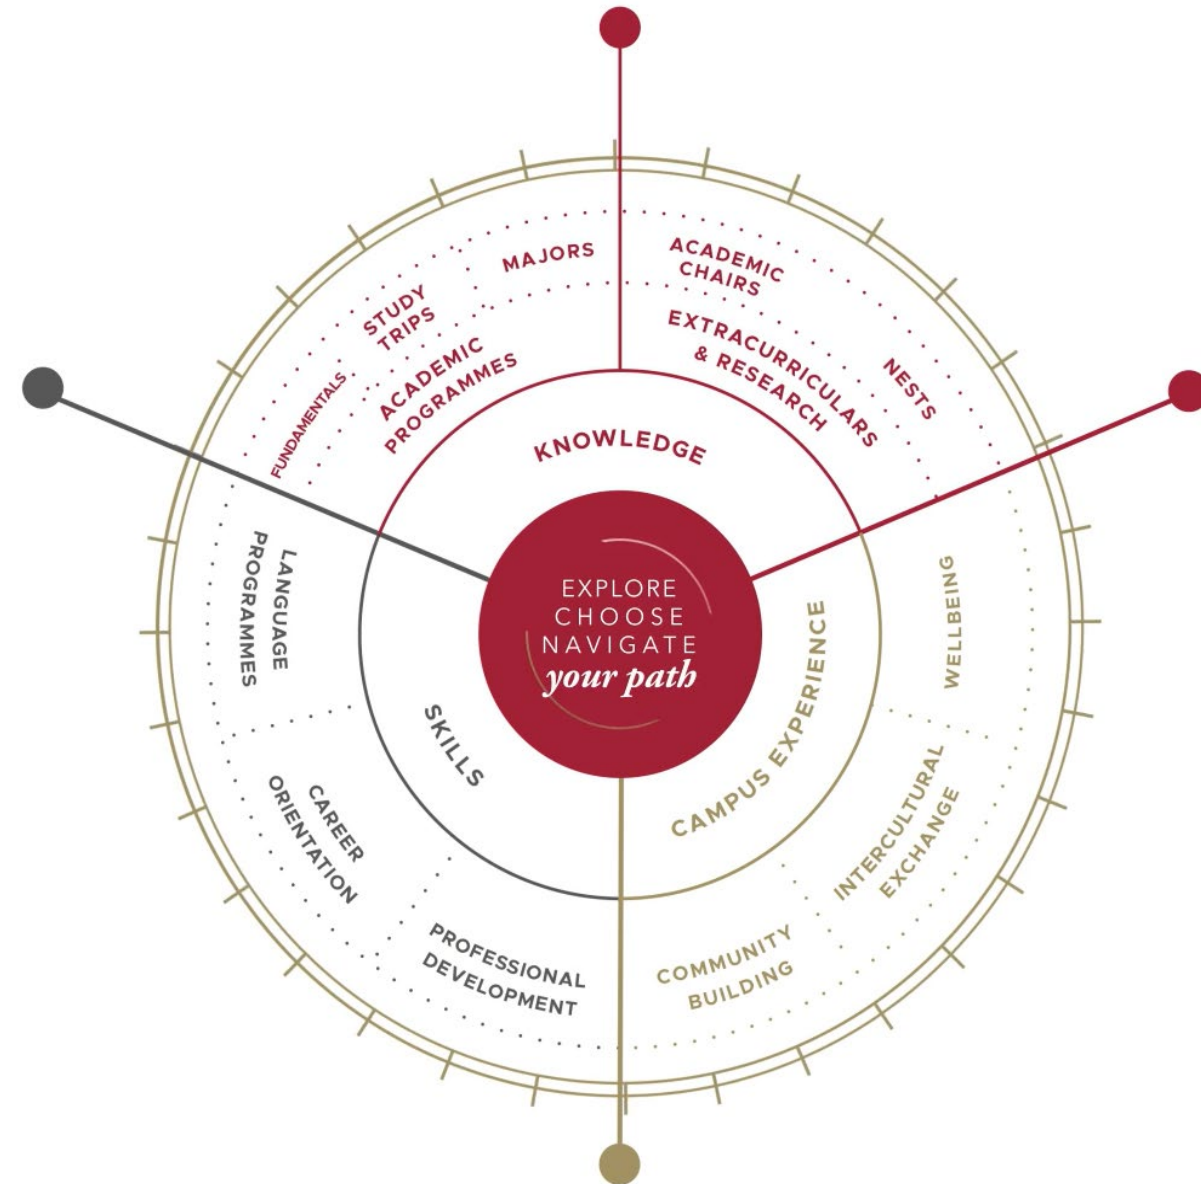 MAJORS
STUDY
TRIPS
FUNDAMENTALS
ACADEMIC
PROGRAMMES
ACADEMIC
CHAIRS
EXTRACURRICULARS
& RESEARCH
NESTS
KNOWLEDGE
EXPLORE
CHOOSE
NAVIGATE
your path
LANGUAGE
PROGRAMMES
SKILLS
CAREER
ORIENTATION
PROFESSIONAL
DEVELOPMENT
CAMPUS EXPERIENCE
WELLBEING
INTERCULTURAL
EXCHANGE
COMMUNITY
BUILDING